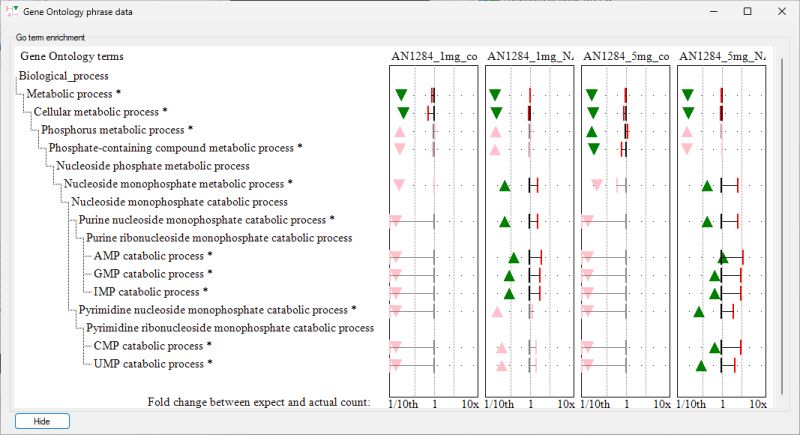 Gene Ontology phrase data
Go term enrichment
Gene Ontology terms
AN1284_1mg_co
AN1284_1mg_N
AN1284_5mg_co
AN1284_5mg_N
Biological_process
Metabolic process *
Cellular metabolic process *
Phosphorus metabolic process *
Phosphate-containing compound metabolic process *
Nucleoside phosphate metabolic process
Nucleoside monophosphate metabolic process *
Nucleoside monophosphate catabolic process
Purine nucleoside monophosphate catabolic process *
Purine ribonucleoside monophosphate catabolic process
AMP catabolic process *
GMP catabolic process *
IMP catabolic process *
Pyrimidine nucleoside monophosphate catabolic process *
Pyrimidine ribonucleoside monophosphate catabolic process
CMP catabolic process *
UMP catabolic process *
Fold change between expect and actual count:
1/10th 1 10x
1/10th 1 10x
1/10th 1 10x
1/10th 1 10x
Hide